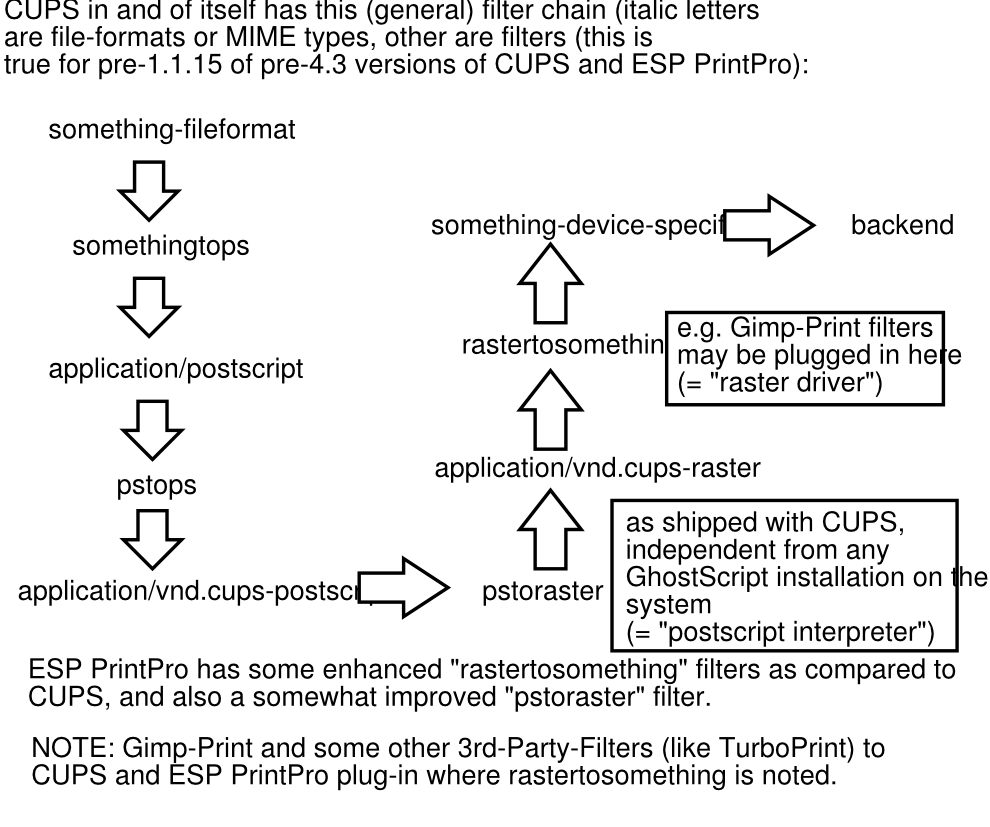 CUPS in and of itself has this (general) filter chain (italic letters
are file-formats or MIME types, other are filters (this is
true for pre-1.1.15 of pre-4.3 versions of CUPS and ESP PrintPro):
something-fileformat
somethingtops
application/postscript
pstops
application/vnd.cups-postscr
pstoraster
as shipped with CUPS,
independent from any
GhostScript installation on the
system
(= "postscript interpreter")
application/vnd.cups-raster
rastertosomethin
e.g. Gimp-Print filters
may be plugged in here
(= "raster driver")
something-device-specif
backend
ESP PrintPro has some enhanced "rastertosomething" filters as compared to
CUPS, and also a somewhat improved "pstoraster" filter.
NOTE: Gimp-Print and some other 3rd-Party-Filters (like TurboPrint) to
CUPS and ESP PrintPro plug-in where rastertosomething is noted.